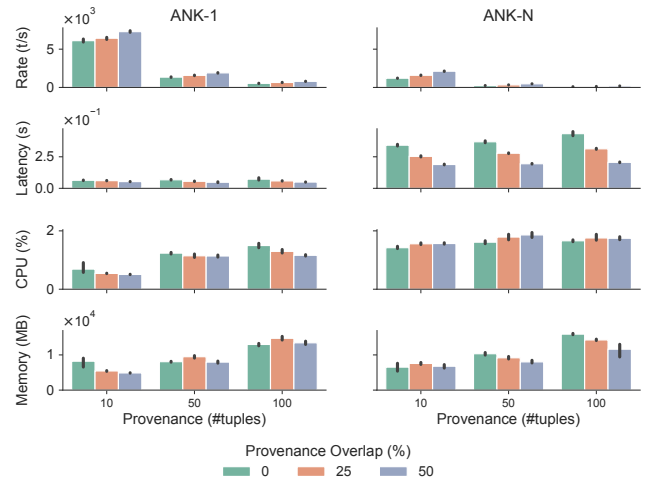 ANK-1
ANK-N
×10³
Rate (t/s)
5
0
×10⁻¹
Latency (s)
2.5
0.0
CPU (%)
2
0
×10⁴
Memory (MB)
1
0
10 50 100
10 50 100
Provenance (#tuples)
Provenance (#tuples)
Provenance Overlap (%)
0 25 50